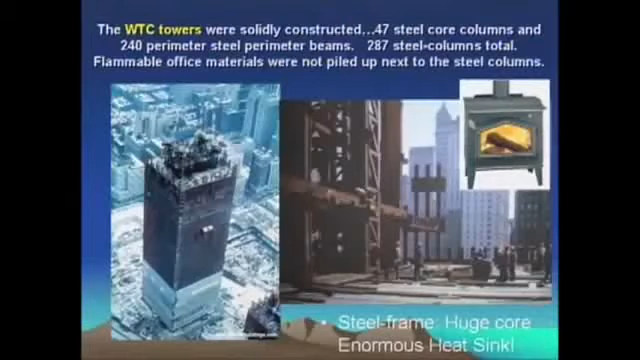 The WTC towers were solidly constructed…47 steel core columns and
240 perimeter steel perimeter beams. 287 steel-columns total.
Flammable office materials were not piled up next to the steel columns.
• Steel-frame: Huge core
Enormous Heat Sink!